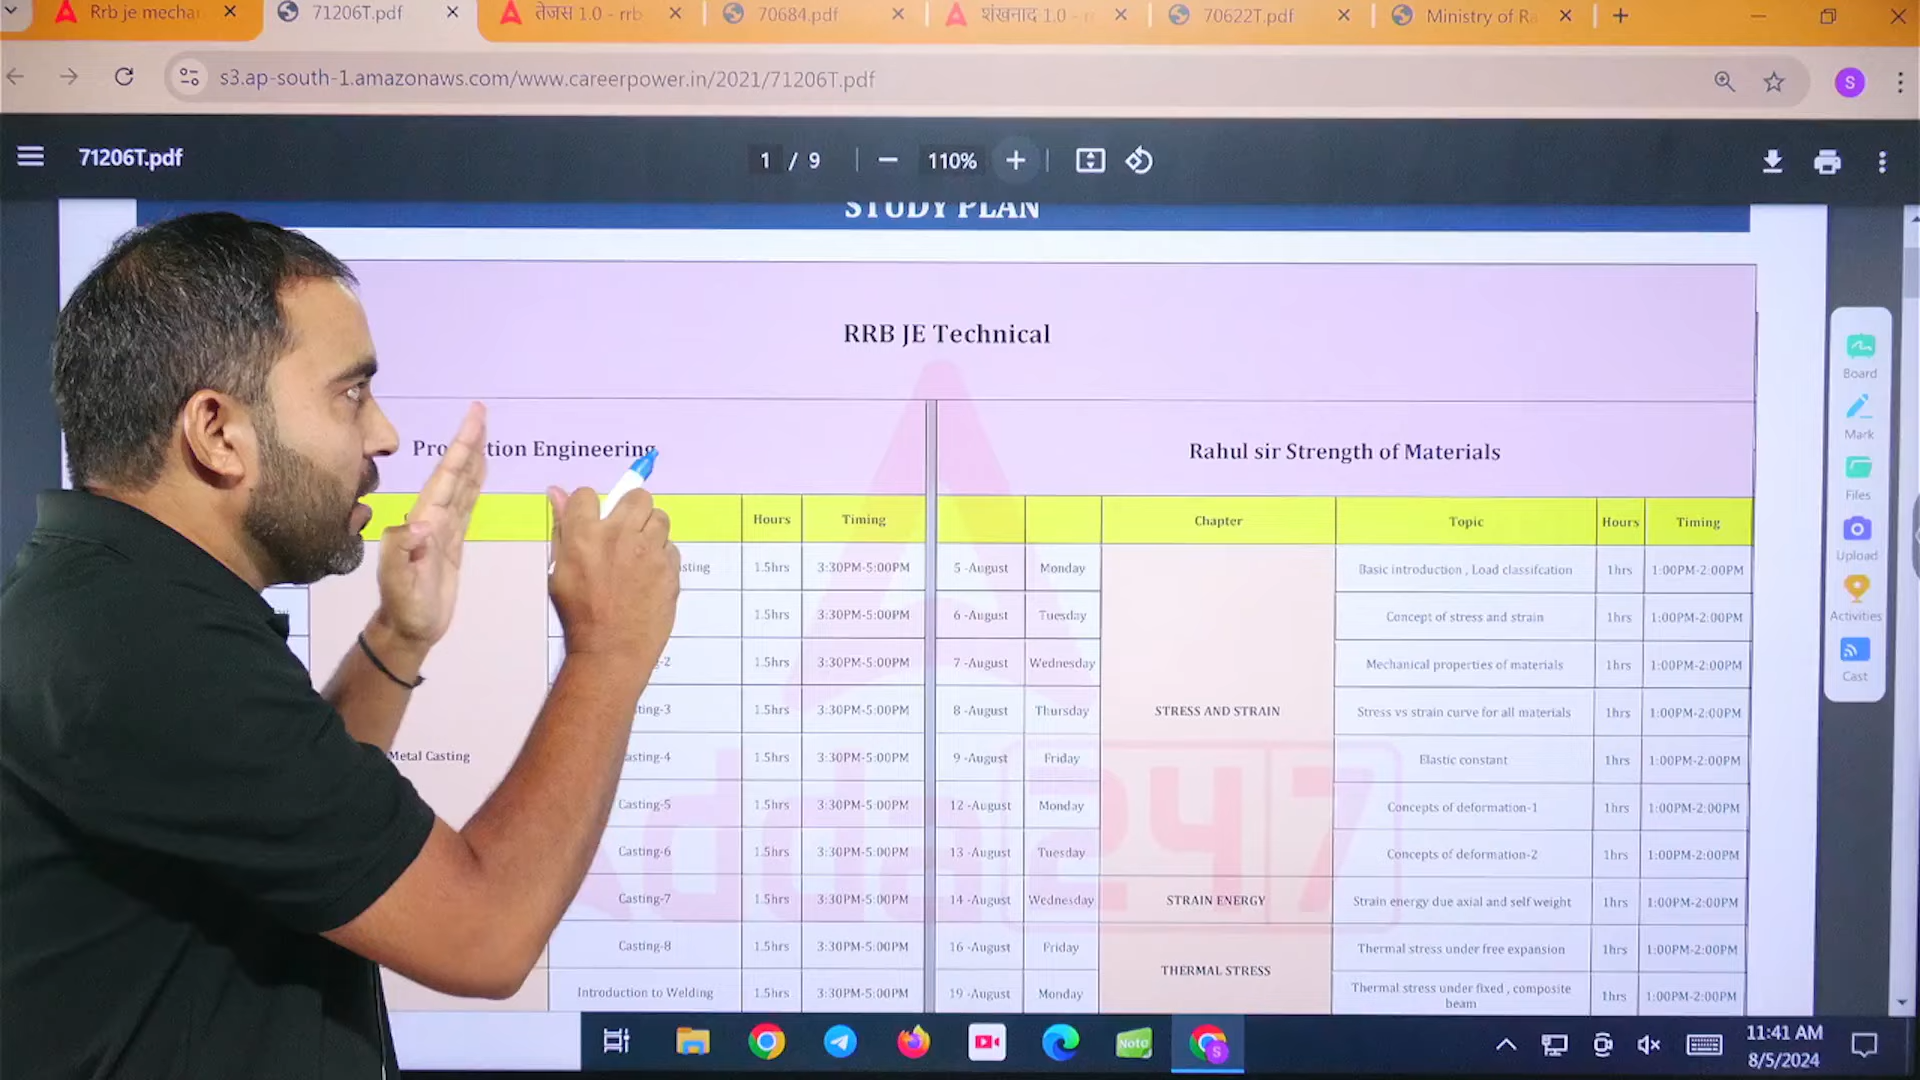 Rrb je mecha
71206T.pdf
तेजस 1.0 - rrb
70684.pdf
शंखनाद 1.0 - r
70622T.pdf
Ministry of Ra
s3.ap-south-1.amazonaws.com/www.careerpower.in/2021/71206T.pdf
S
71206T.pdf
1 / 9
110%
STUDY PLAN
RRB JE Technical
Engineering
Rahul sir Strength of Materials
Hours Timing Chapter Topic Hours Timing
sting 1.5hrs 3:30PM-5:00PM 5 -August Monday Basic introduction , Load classifcation 1hrs 1:00PM-2:00PM
1.5hrs 3:30PM-5:00PM 6 -August Tuesday Concept of stress and strain 1hrs 1:00PM-2:00PM
-2 1.5hrs 3:30PM-5:00PM 7 -August Wednesday Mechanical properties of materials 1hrs 1:00PM-2:00PM
ting-3 1.5hrs 3:30PM-5:00PM 8 -August Thursday STRESS AND STRAIN Stress vs strain curve for all materials 1hrs 1:00PM-2:00PM
Metal Casting asting-4 1.5hrs 3:30PM-5:00PM 9 -August Friday Elastic constant 1hrs 1:00PM-2:00PM
Casting-5 1.5hrs 3:30PM-5:00PM 12 -August Monday Concepts of deformation-1 1hrs 1:00PM-2:00PM
Casting-6 1.5hrs 3:30PM-5:00PM 13 -August Tuesday Concepts of deformation-2 1hrs 1:00PM-2:00PM
Casting-7 1.5hrs 3:30PM-5:00PM 14 -August Wednesday STRAIN ENERGY Strain energy due axial and self weight 1hrs 1:00PM-2:00PM
Casting-8 1.5hrs 3:30PM-5:00PM 16 -August Friday THERMAL STRESS Thermal stress under free expansion 1hrs 1:00PM-2:00PM
Introduction to Welding 1.5hrs 3:30PM-5:00PM 19 -August Monday Thermal stress under fixed , composite beam 1hrs 1:00PM-2:00PM
Adda247
Board
Mark
Files
Upload
Activities
Cast
Note
S
11:41 AM
8/5/2024